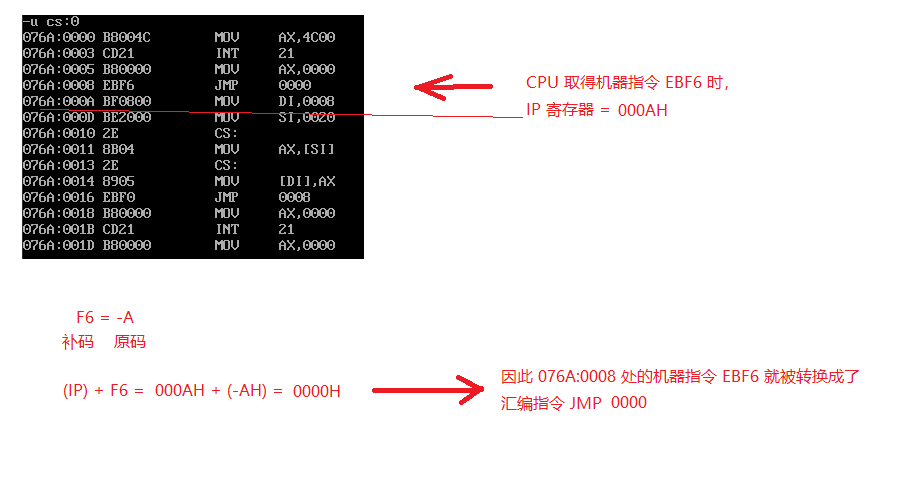 -u cs:0
076A:0000 B8004C MOV AX,4C00
076A:0003 CD21 INT 21
076A:0005 B80000 MOV AX,0000
076A:0008 EBF6 JMP 0000
076A:000A BF0800 MOV DI,0008
076A:000D BE2000 MOV SI,0020
076A:0010 2E CS:
076A:0011 8B04 MOV AX,[SI]
076A:0013 2E CS:
076A:0014 8905 MOV [DI],AX
076A:0016 EBF0 JMP 0008
076A:0018 B80000 MOV AX,0000
076A:001B CD21 INT 21
076A:001D B80000 MOV AX,0000
CPU 取得机器指令 EBF6 时，
IP 寄存器 = 000AH
F6 = -A
补码 原码
(IP) + F6 = 000AH + (-AH) = 0000H
因此 076A:0008 处的机器指令 EBF6 就被转换成了
汇编指令 JMP 0000